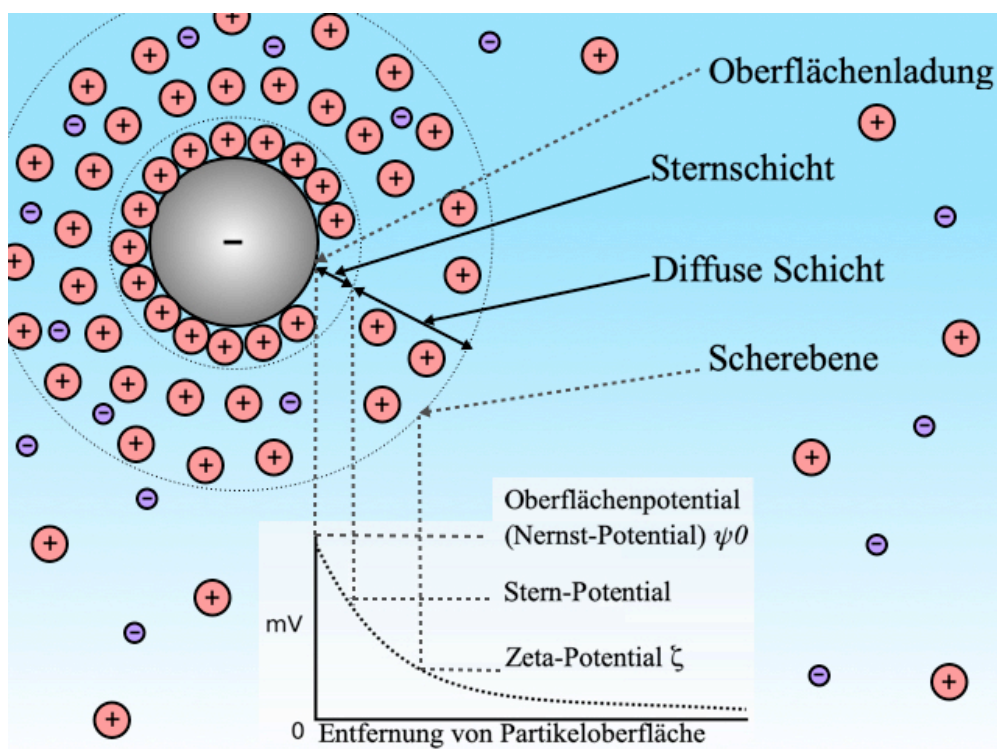 Oberflächenladung
Sternschicht
Diffuse Schicht
Scherebene
Oberflächenpotential
(Nernst-Potential) ψ0
Stern-Potential
mV
Zeta-Potential ζ
0
Entfernung von Partikeloberfläche